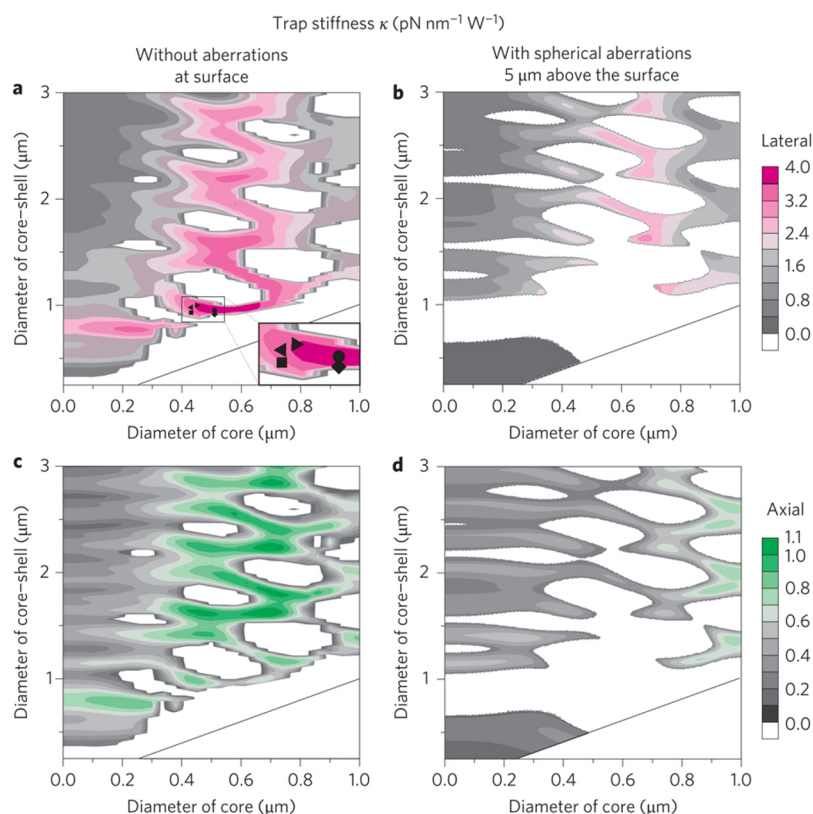 Trap stiffness κ (pN nm⁻¹ W⁻¹)
Without aberrations
at surface
With spherical aberrations
5 μm above the surface
a
3
2
1
Diameter of core–shell (μm)
0.0 0.2 0.4 0.6 0.8 1.0
Diameter of core (μm)
b
3
2
1
Diameter of core–shell (μm)
0.0 0.2 0.4 0.6 0.8 1.0
Diameter of core (μm)
Lateral
4.0
3.2
2.4
1.6
0.8
0.0
c
3
2
1
Diameter of core–shell (μm)
0.0 0.2 0.4 0.6 0.8 1.0
Diameter of core (μm)
d
3
2
1
Diameter of core–shell (μm)
0.0 0.2 0.4 0.6 0.8 1.0
Diameter of core (μm)
Axial
1.1
1.0
0.8
0.6
0.4
0.2
0.0